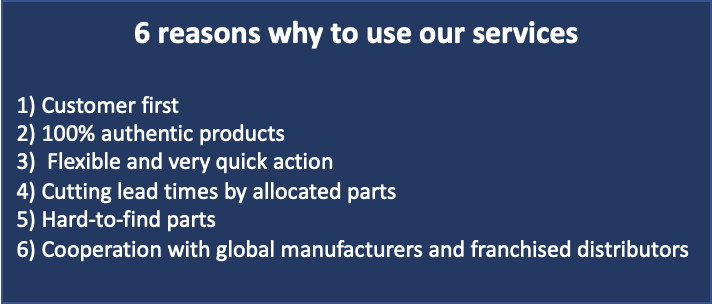 6 reasons why to use our services
1) Customer first
2) 100% authentic products
3)  Flexible and very quick action
4) Cutting lead times by allocated parts
5) Hard-to-find parts
6) Cooperation with global manufacturers and franchised distributors